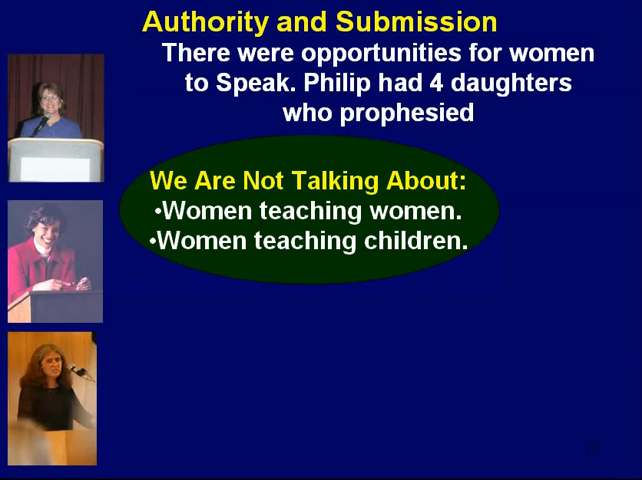 Authority and Submission
There were opportunities for women
to Speak. Philip had 4 daughters
who prophesied
We Are Not Talking About:
•Women teaching women.
•Women teaching children.